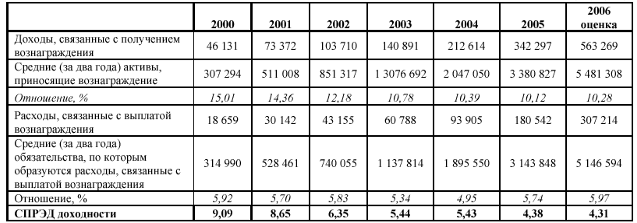 2000 2001 2002 2003 2004 2005 2006 оценка
Доходы, связанные с получением вознаграждения 46 131 73 372 103 710 140 891 212 614 342 297 563 269
Средние (за два года) активы, приносящие вознаграждение 307 294 511 008 851 317 1 3076 692 2 047 050 3 380 827 5 481 308
Отношение, % 15,01 14,36 12,18 10,78 10,39 10,12 10,28
Расходы, связанные с выплатой вознаграждения 18 659 30 142 43 155 60 788 93 905 180 542 307 214
Средние (за два года) обязательства, по которым образуются расходы, связанные с выплатой вознаграждения 314 990 528 461 740 055 1 137 814 1 895 550 3 143 848 5 146 594
Отношение, % 5,92 5,70 5,83 5,34 4,95 5,74 5,97
СПРЭД доходности 9,09 8,65 6,35 5,44 5,43 4,38 4,31